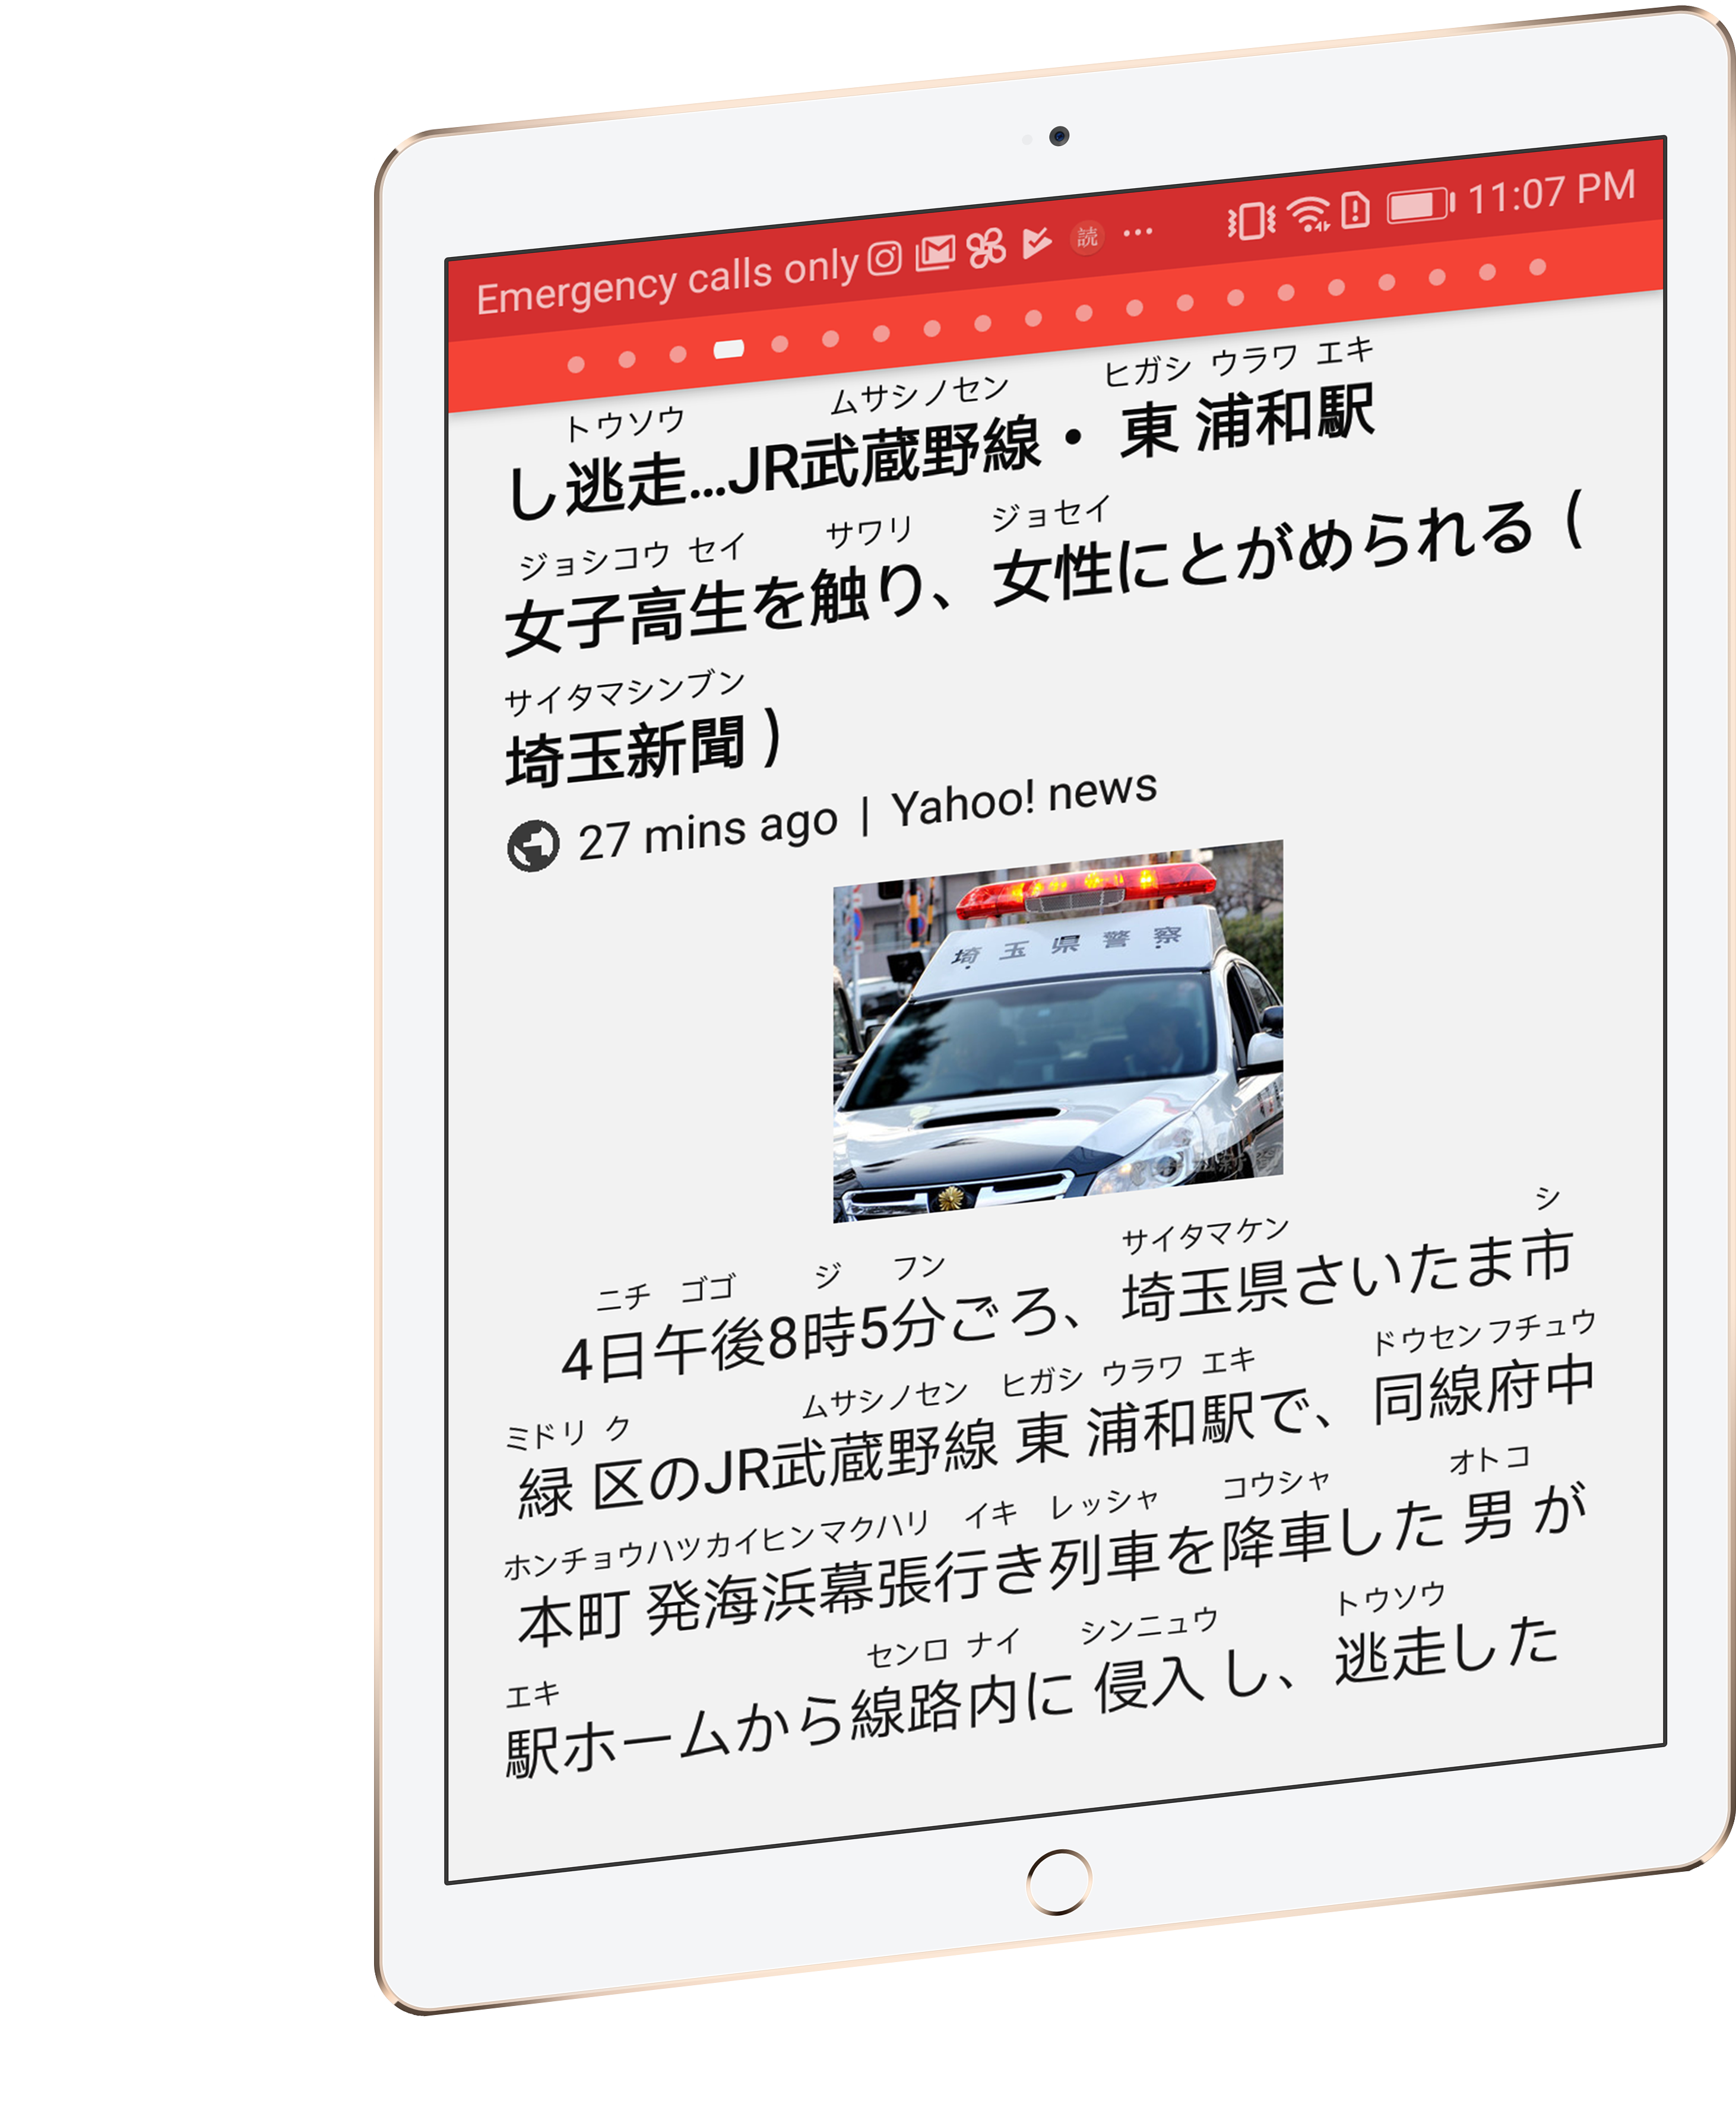 Emergency calls only 読 ... 11:07 PM
トウソウ ムサシノセン ヒガシ ウラワ エキ
し逃走...JR武蔵野線・東浦和駅
ジョシコウ セイ サワリ ジョセイ
女子高生を触り、女性にとがめられる (
サイタマシンブン
埼玉新聞 )
27 mins ago | Yahoo! news
埼玉県警察
ニチ ゴゴ ジ フン サイタマケン シ
4日午後8時5分ごろ、埼玉県さいたま市
ミドリ ク ムサシノセン ヒガシ ウラワ エキ ドウセンフチュウ
緑区のJR武蔵野線東浦和駅で、同線府中
ホンチョウハツカイヒンマクハリ イキ レッシャ コウシャ オトコ
本町発海浜幕張行き列車を降車した男が
エキ センロ ナイ シンニュウ トウソウ
駅ホームから線路内に侵入し、逃走した